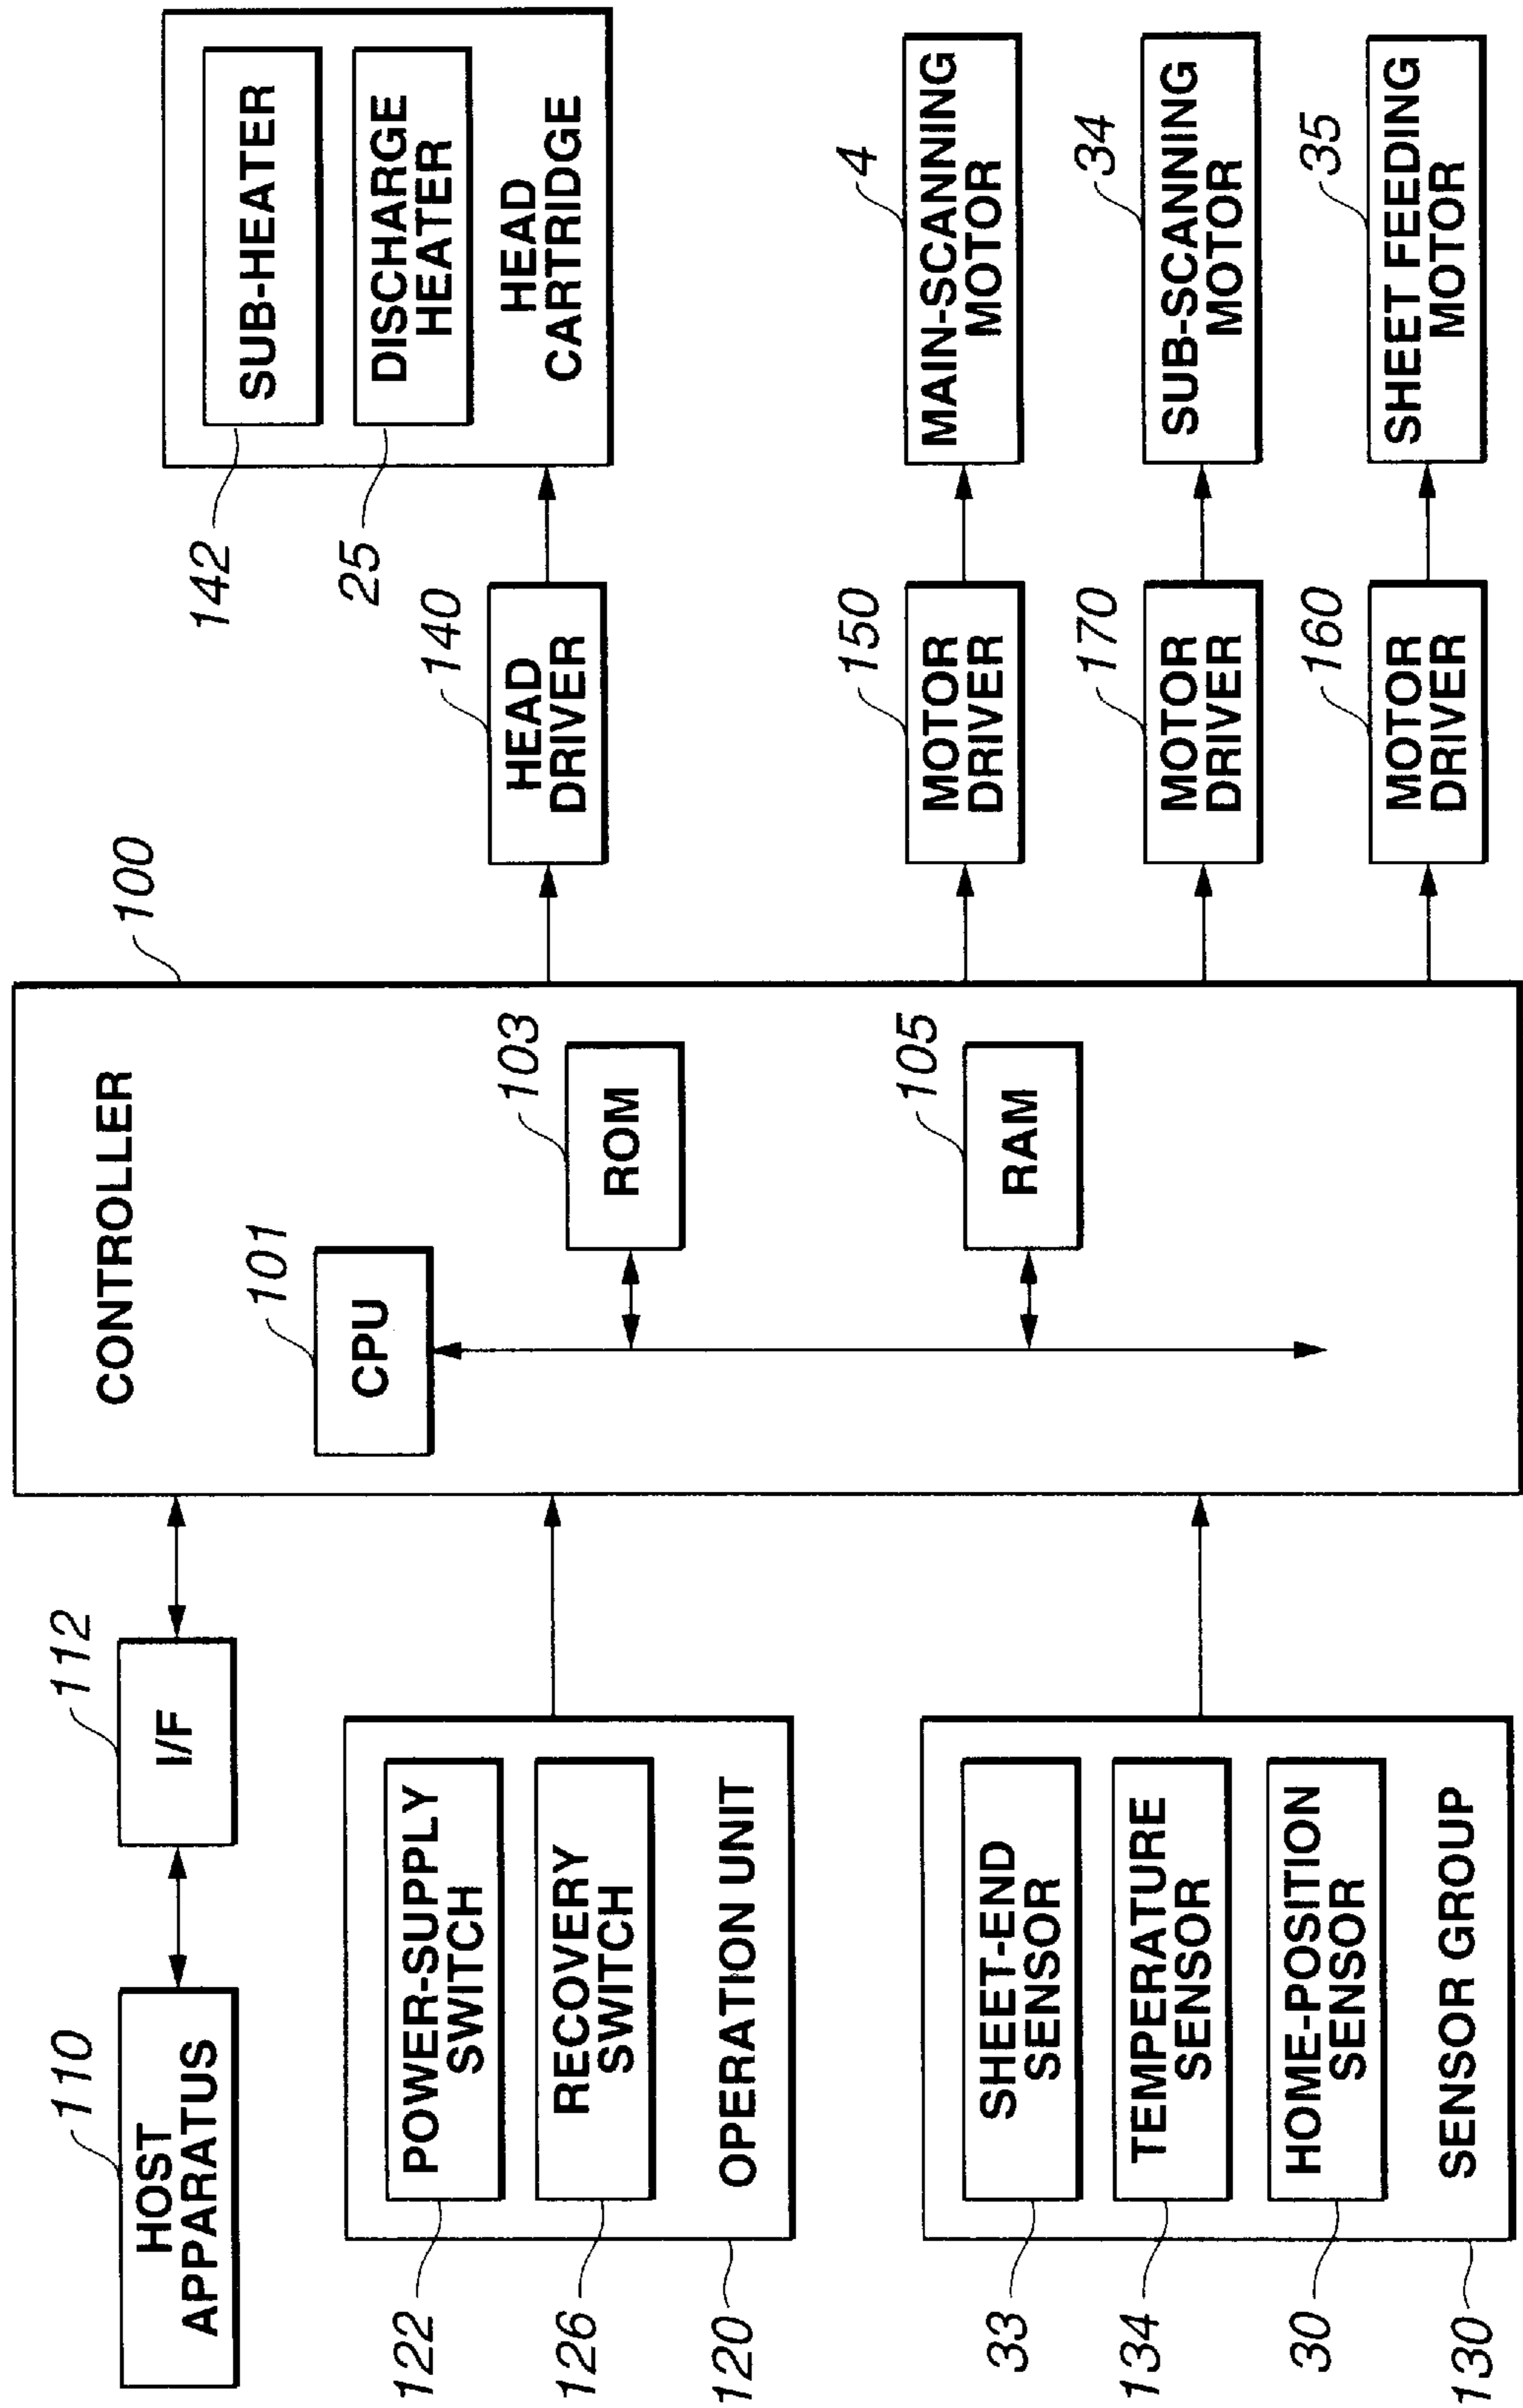 110
HOST
APPARATUS
112
I/F
122
POWER-SUPPLY
SWITCH
126
RECOVERY
SWITCH
120
OPERATION UNIT
33
SHEET-END
SENSOR
134
TEMPERATURE
SENSOR
30
HOME-POSITION
SENSOR
130
SENSOR GROUP
100
CONTROLLER
101
CPU
103
ROM
105
RAM
140
HEAD
DRIVER
150
MOTOR
DRIVER
170
MOTOR
DRIVER
160
MOTOR
DRIVER
142
SUB-HEATER
25
DISCHARGE
HEATER
HEAD
CARTRIDGE
4
MAIN-SCANNING
MOTOR
34
SUB-SCANNING
MOTOR
35
SHEET FEEDING
MOTOR